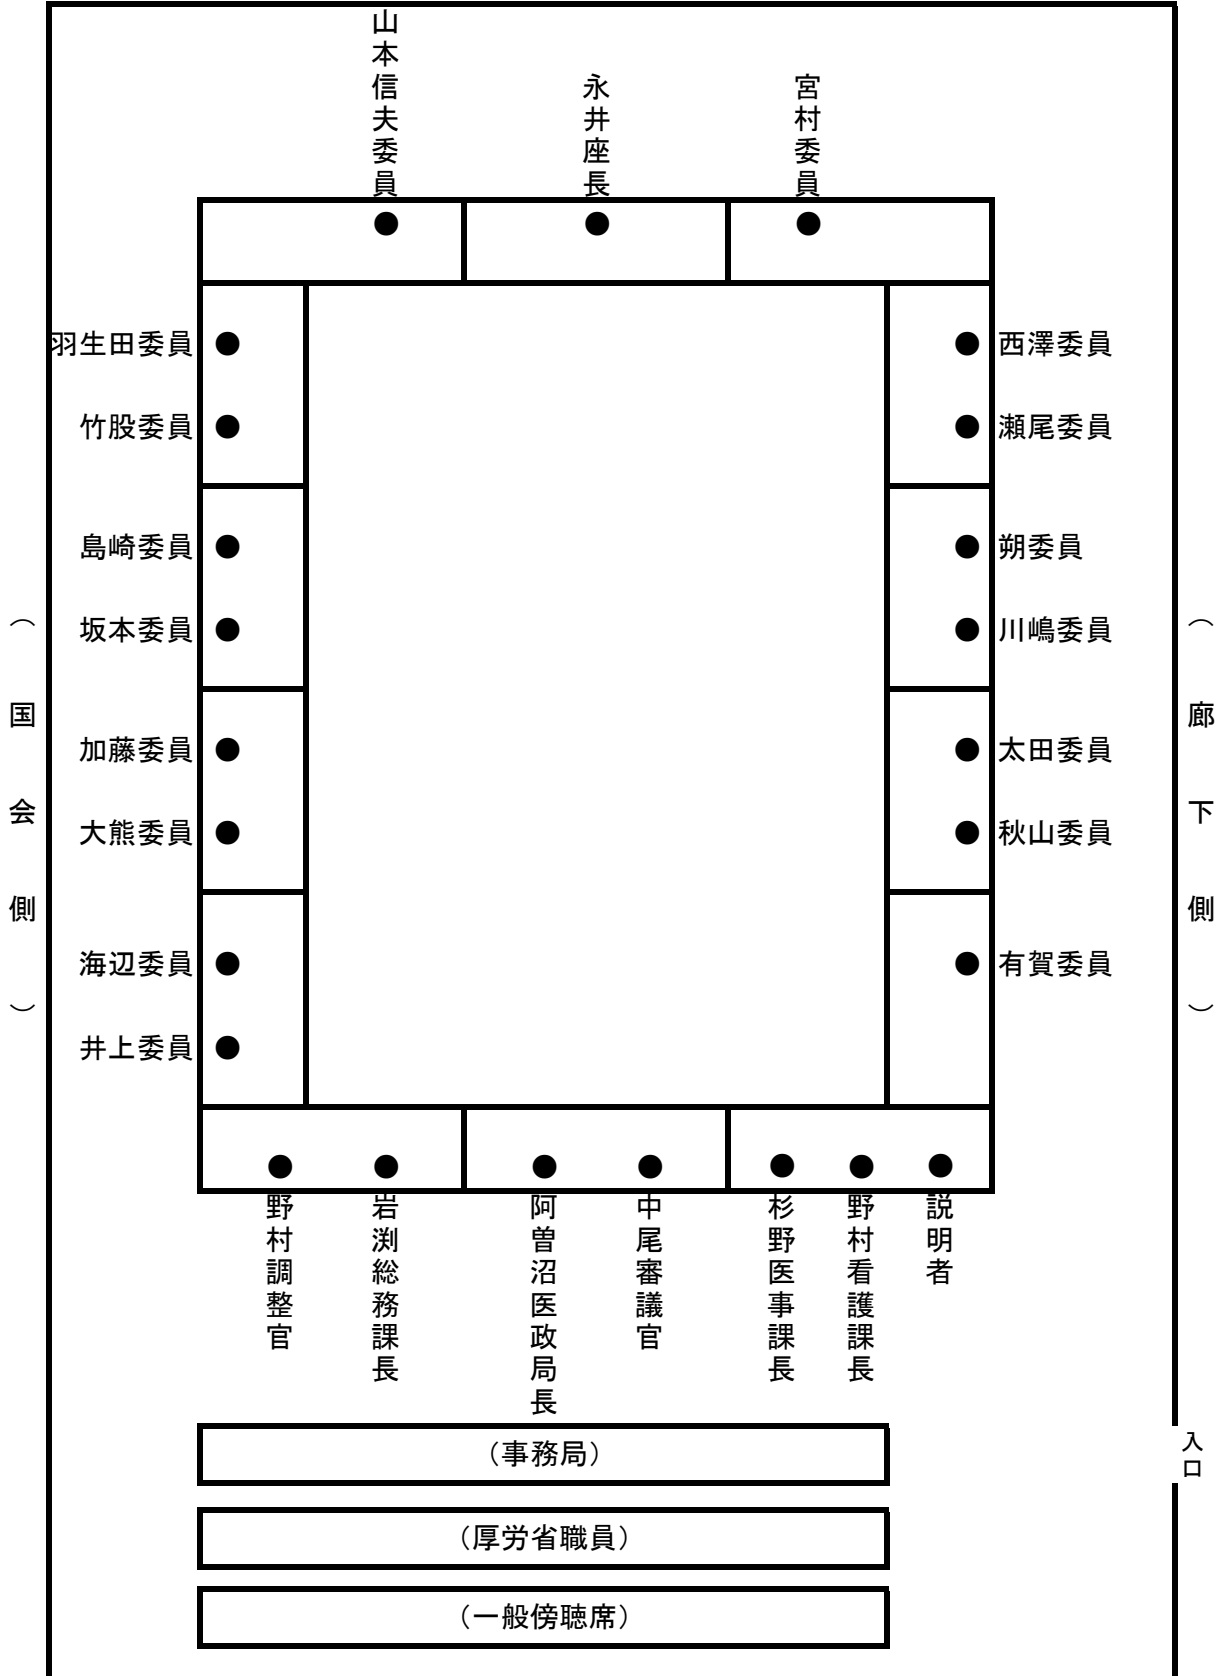 山本信夫委員
永井座長
宮村委員
羽生田委員
西澤委員
竹股委員
瀬尾委員
島崎委員
朔委員
坂本委員
川嶋委員
（国会側）
（廊下側）
加藤委員
太田委員
大熊委員
秋山委員
海辺委員
有賀委員
井上委員
野村調整官
岩渕総務課長
阿曽沼医政局長
中尾審議官
杉野医事課長
野村看護課長
説明者
（事務局）
入口
（厚労省職員）
（一般傍聴席）